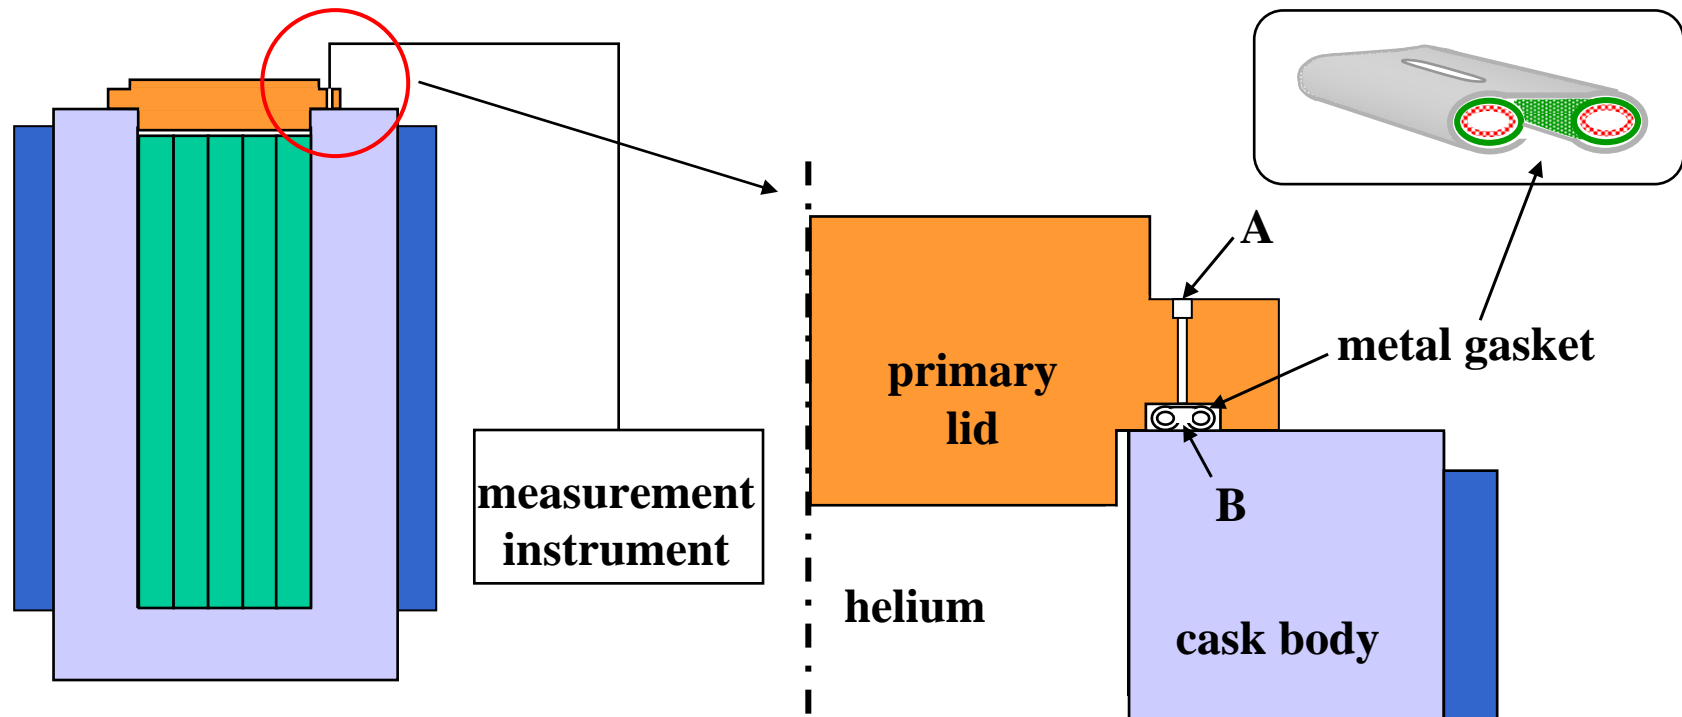 measurement
instrument
A
metal gasket
primary
lid
B
helium
cask body